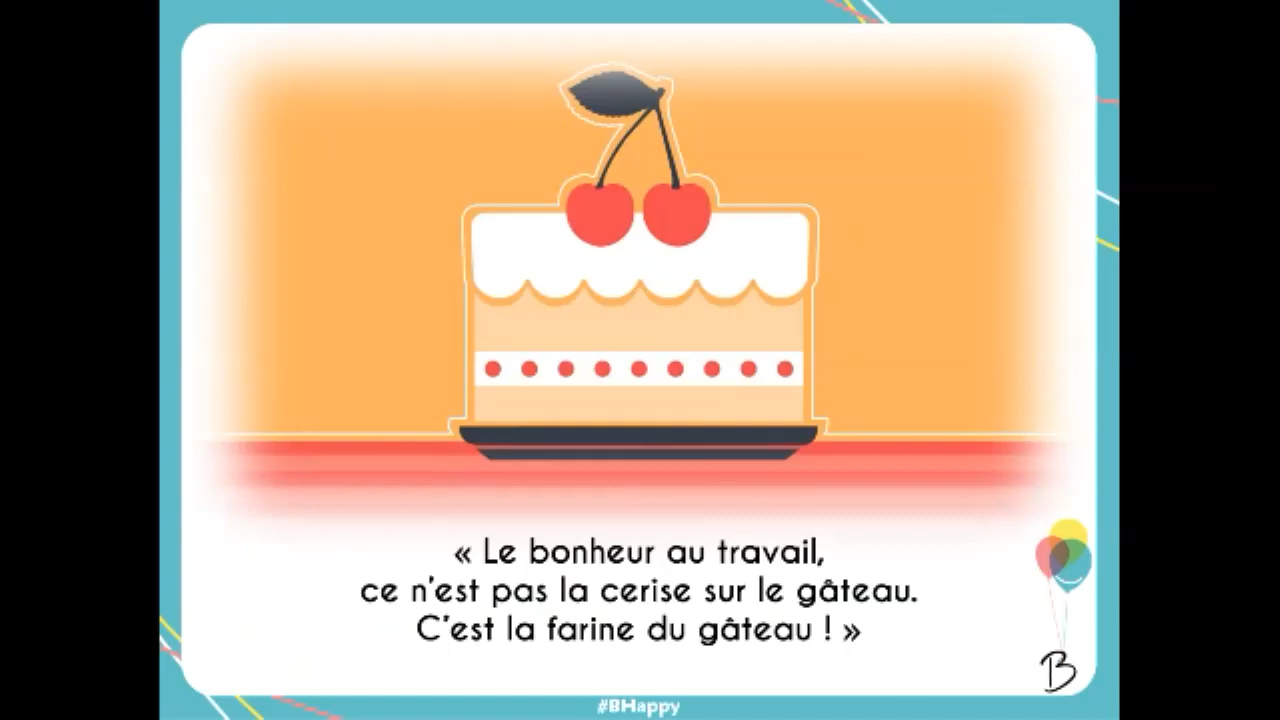 « Le bonheur au travail,
ce n'est pas la cerise sur le gâteau.
C'est la farine du gâteau ! »
B
#BHappy